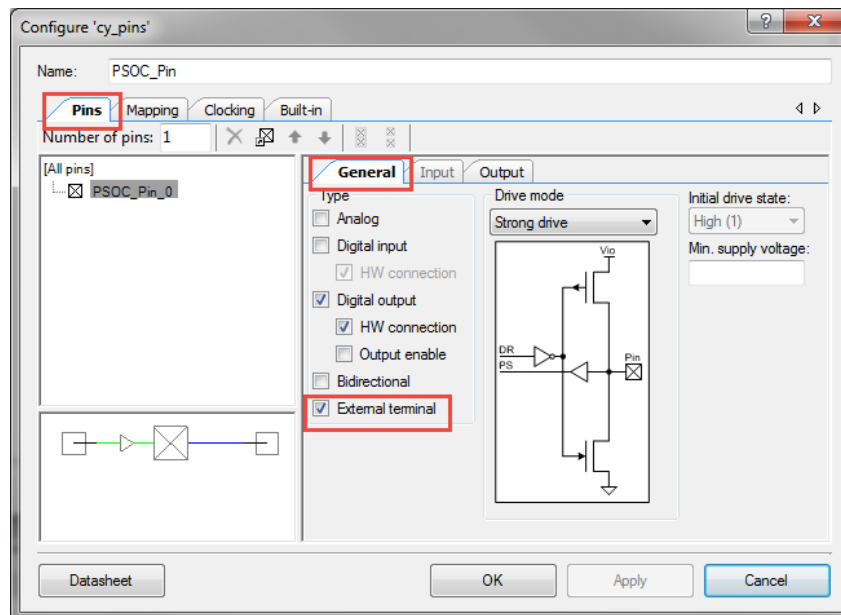 Configure 'cy_pins'
Name: PSOC_Pin
Pins Mapping Clocking Built-in
Number of pins: 1
[All pins]
PSOC_Pin_0
General Input Output
Type
Analog
Digital input
HW connection
Digital output
HW connection
Output enable
Bidirectional
External terminal
Drive mode
Strong drive
Vio
DR
PS
Pin
Initial drive state:
High (1)
Min. supply voltage:
Datasheet OK Apply Cancel